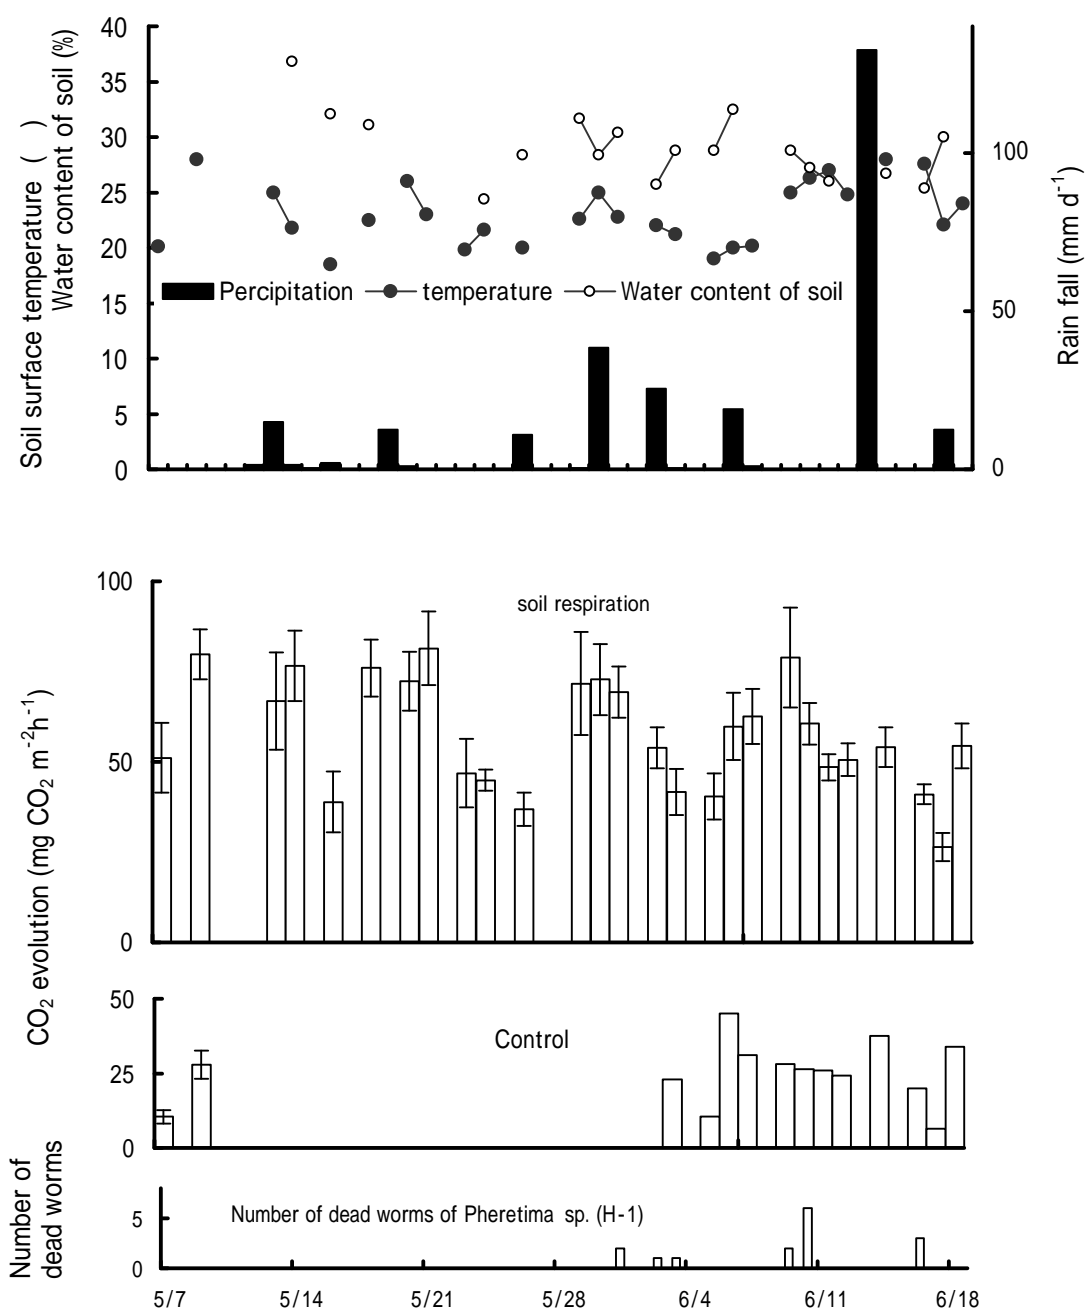 40
35
30
25
20
15
10
5
0
Soil surface temperature ( )
Water content of soil (%)
100
50
0
Rain fall (mm d⁻¹)
Percipitation
temperature
Water content of soil
100
50
0
soil respiration
CO₂ evolution (mg CO₂ m⁻²h⁻¹)
50
25
0
Control
Number of
dead worms
5
0
Number of dead worms of Pheretima sp. (H-1)
5/7 5/14 5/21 5/28 6/4 6/11 6/18